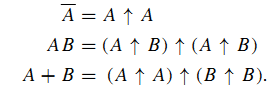 A̅ = A ↑ A
AB = (A ↑ B) ↑ (A ↑ B)
A + B = (A ↑ A) ↑ (B ↑ B).